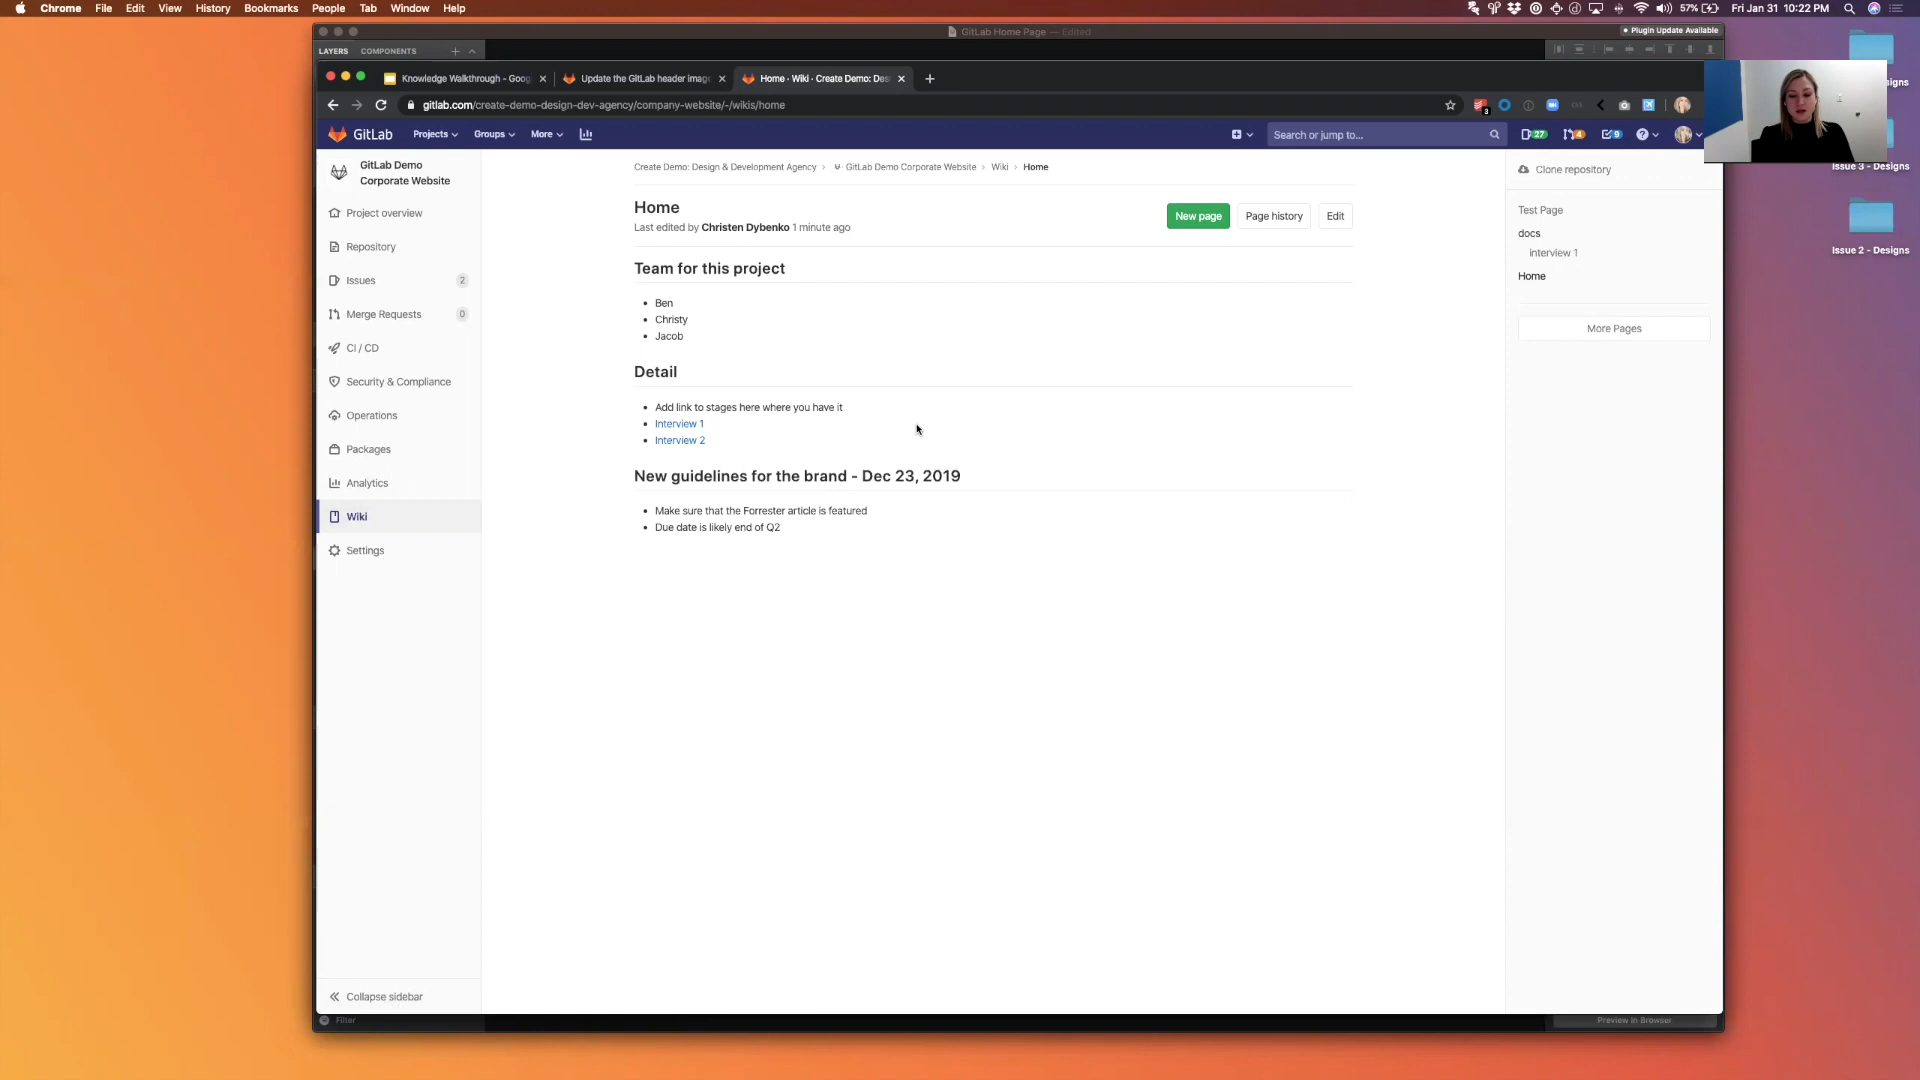 Chrome File Edit View History Bookmarks People Tab Window Help
57% Fri Jan 31 10:22 PM
GitLab Home Page — Edited
Plugin Update Available
LAYERS COMPONENTS
Knowledge Walkthrough - Goog
Update the GitLab header image
Home · Wiki · Create Demo: Des
gitlab.com/create-demo-design-dev-agency/company-website/-/wikis/home
3
GitLab Projects Groups More
Search or jump to...
27 4 9
GitLab Demo
Corporate Website
Project overview
Repository
Issues 2
Merge Requests 0
CI / CD
Security & Compliance
Operations
Packages
Analytics
Wiki
Settings
Collapse sidebar
Create Demo: Design & Development Agency › GitLab Demo Corporate Website › Wiki › Home
Home
Last edited by Christen Dybenko 1 minute ago
New page Page history Edit
Team for this project
• Ben
• Christy
• Jacob
Detail
• Add link to stages here where you have it
• Interview 1
• Interview 2
New guidelines for the brand - Dec 23, 2019
• Make sure that the Forrester article is featured
• Due date is likely end of Q2
Clone repository
Test Page
docs
interview 1
Home
More Pages
Filter
Preview in Browser
Issue 3 - Designs
Issue 2 - Designs